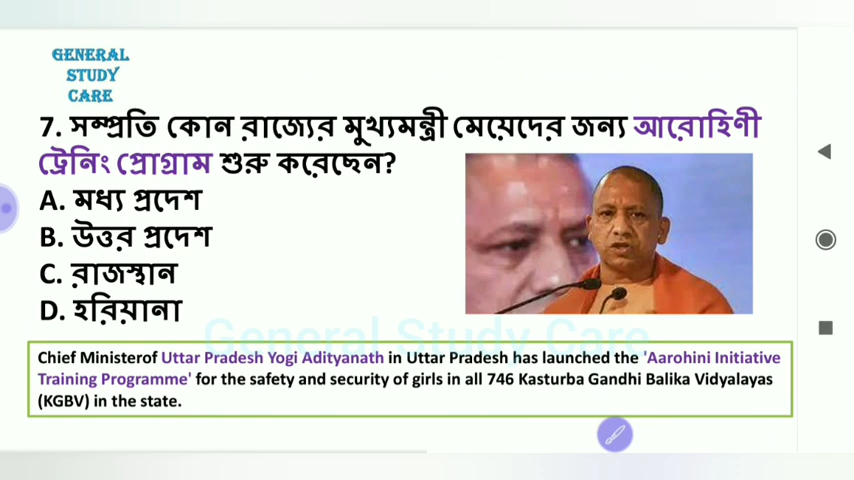 GENERAL
STUDY
CARE
7. সম্প্রতি কোন রাজ্যের মুখ্যমন্ত্রী মেয়েদের জন্য আরোহিণী
ট্রেনিং প্রোগ্রাম শুরু করেছেন?
A. মধ্য প্রদেশ
B. উত্তর প্রদেশ
C. রাজস্থান
D. হরিয়ানা
General Study Care
Chief Ministerof Uttar Pradesh Yogi Adityanath in Uttar Pradesh has launched the 'Aarohini Initiative
Training Programme' for the safety and security of girls in all 746 Kasturba Gandhi Balika Vidyalayas
(KGBV) in the state.